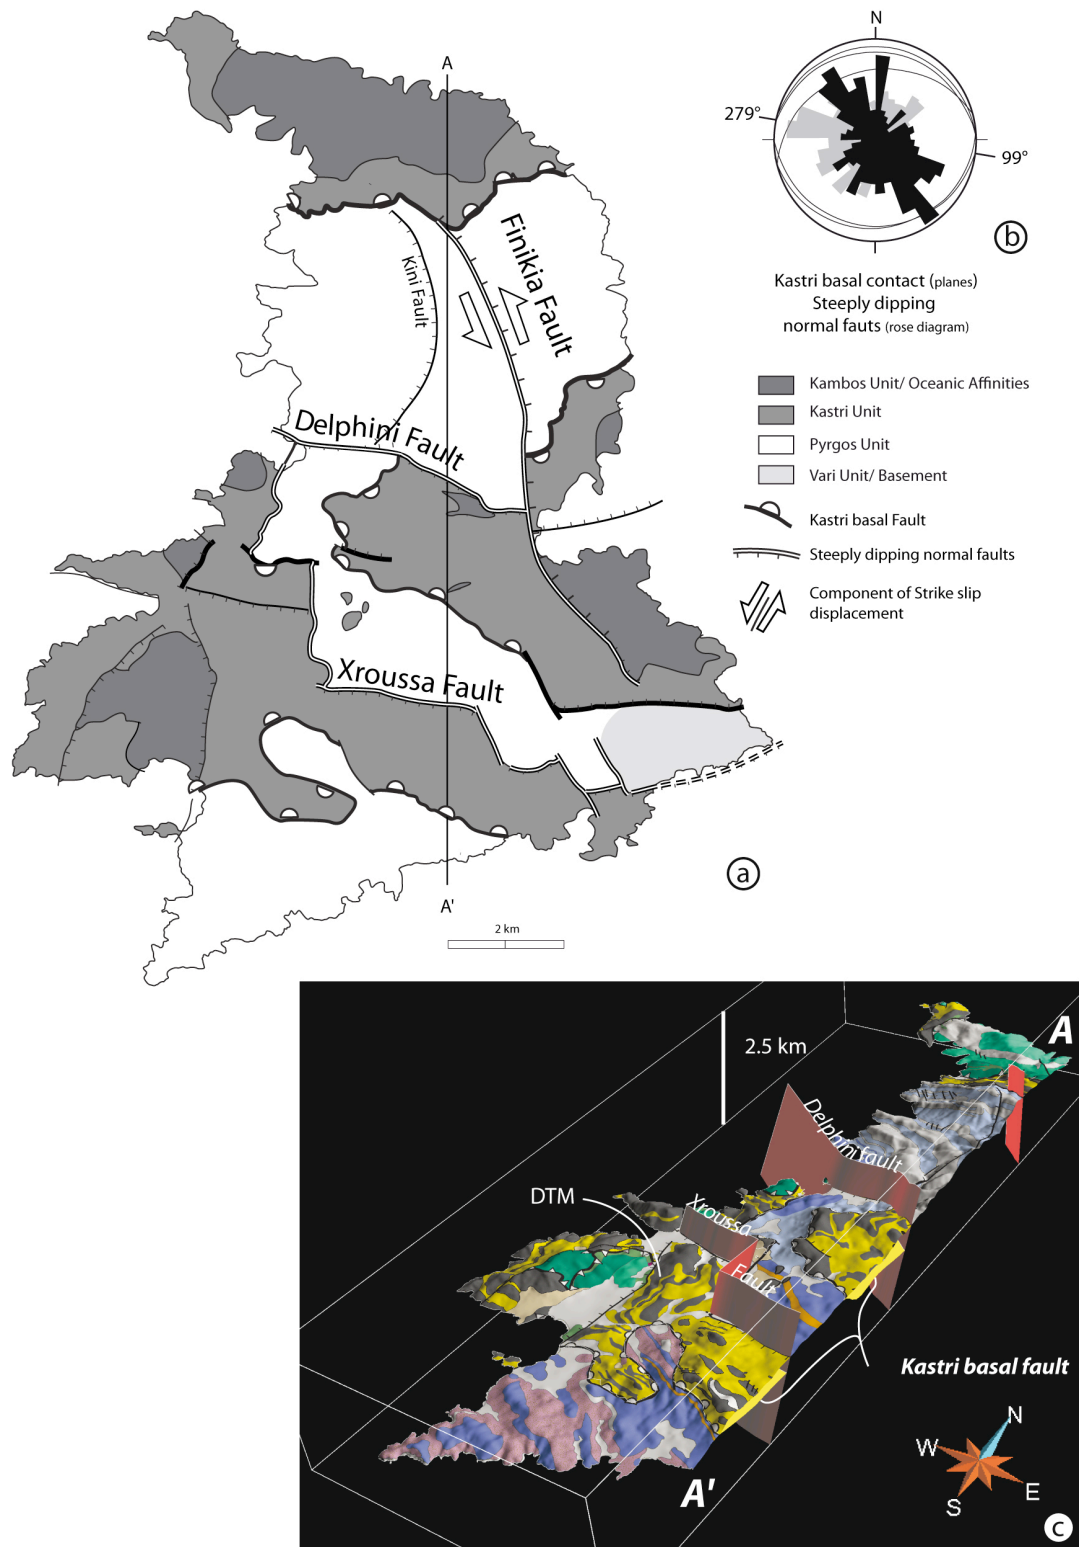 A
Finikia Fault
Kini Fault
Delphini Fault
Xroussa Fault
A'
2 km
a
N
279°
99°
b
Kastri basal contact (planes)
Steeply dipping
normal fauts (rose diagram)
Kambos Unit/ Oceanic Affinities
Kastri Unit
Pyrgos Unit
Vari Unit/ Basement
Kastri basal Fault
Steeply dipping normal faults
Component of Strike slip
displacement
2.5 km
A
Delphini fault
DTM
Xroussa
Fault
Kastri basal fault
A'
N
W
E
S
c